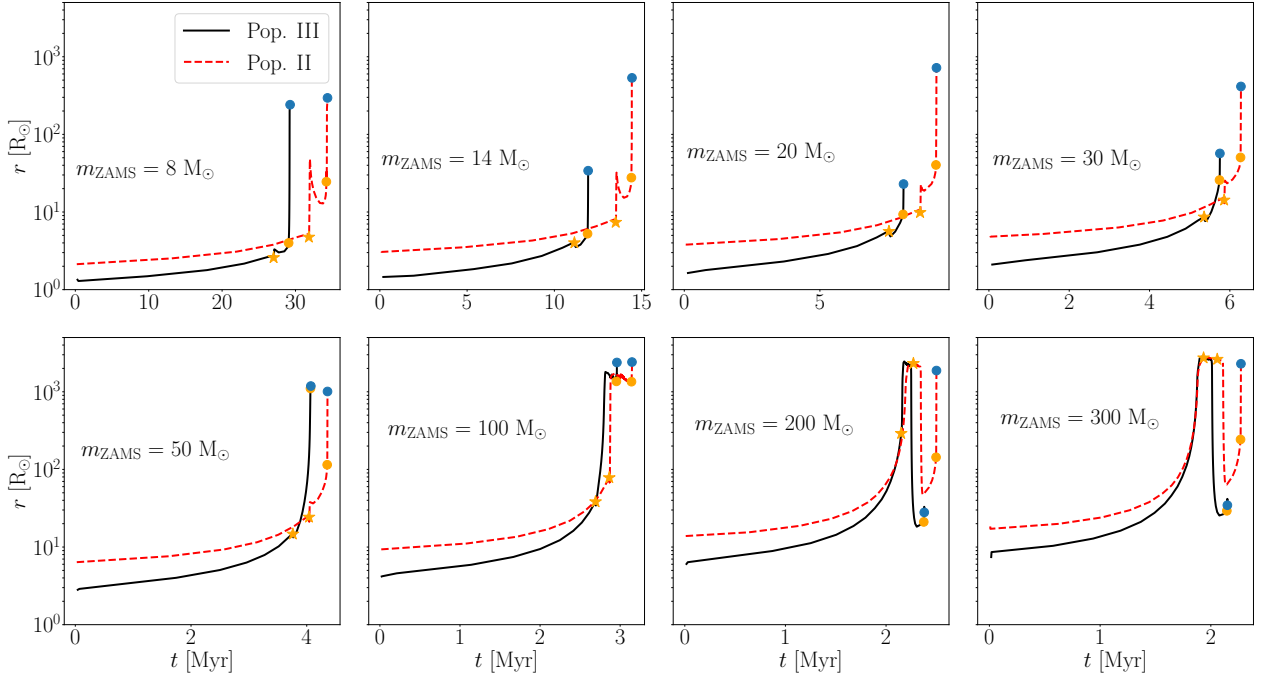 Pop. III
Pop. II
r [R⊙]
10³
10²
10¹
10⁰
m_ZAMS = 8 M⊙
0 10 20 30
m_ZAMS = 14 M⊙
0 5 10 15
m_ZAMS = 20 M⊙
5
m_ZAMS = 30 M⊙
0 2 4 6
r [R⊙]
10³
10²
10¹
10⁰
m_ZAMS = 50 M⊙
0 2 4
t [Myr]
m_ZAMS = 100 M⊙
0 1 2 3
t [Myr]
m_ZAMS = 200 M⊙
0 1 2
t [Myr]
m_ZAMS = 300 M⊙
0 1 2
t [Myr]